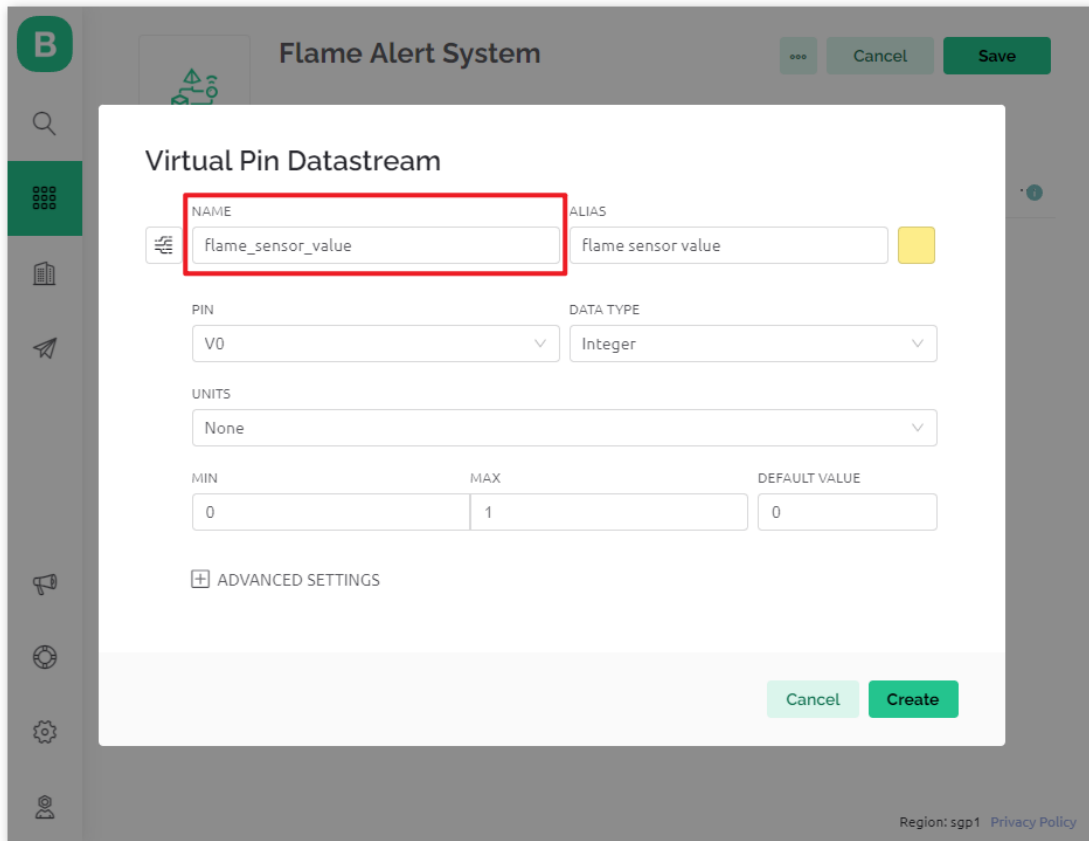 B
Flame Alert System
Cancel
Save
Virtual Pin Datastream
NAME
ALIAS
flame_sensor_value
flame sensor value
PIN
DATA TYPE
V0
Integer
UNITS
None
MIN
MAX
DEFAULT VALUE
0
1
0
ADVANCED SETTINGS
Cancel
Create
Region: sgp1 Privacy Policy